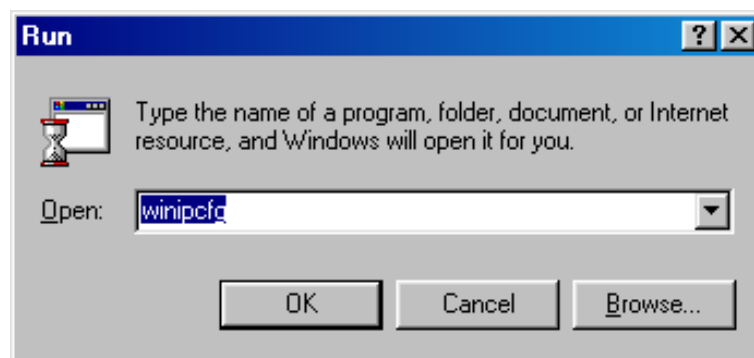 Run
Type the name of a program, folder, document, or Internet
resource, and Windows will open it for you.
Open: winipcfg
OK Cancel Browse...